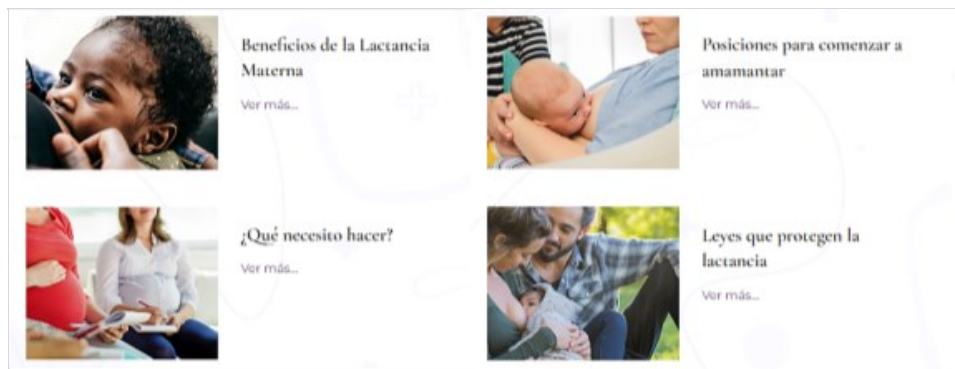 Beneficios de la Lactancia
Materna
Ver más...
Posiciones para comenzar a
amamantar
Ver más...
¿Qué necesito hacer?
Ver más...
Leyes que protegen la
lactancia
Ver más...